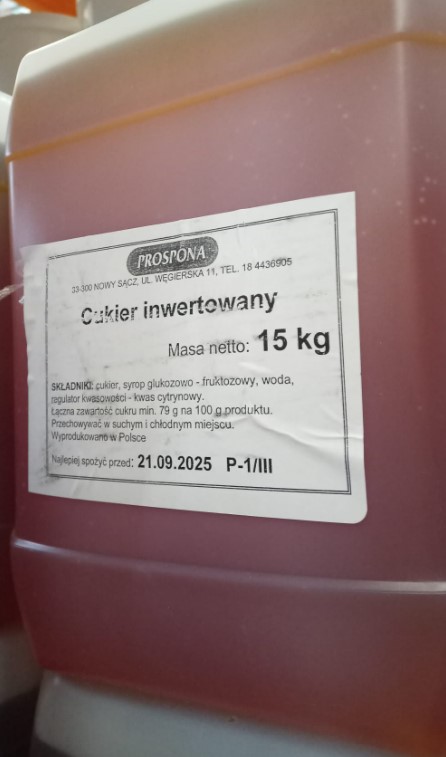 PROSPONA
33-300 NOWY SĄCZ, UL. WĘGIERSKA 11, TEL. 18 4436905
Cukier inwertowany
Masa netto: 15 kg
SKŁADNIKI: cukier, syrop glukozowo - fruktozowy, woda,
regulator kwasowości - kwas cytrynowy.
Łączna zawartość cukru min. 79 g na 100 g produktu.
Przechowywać w suchym i chłodnym miejscu.
Wyprodukowano w Polsce
Najlepiej spożyć przed: 21.09.2025 P-1/III